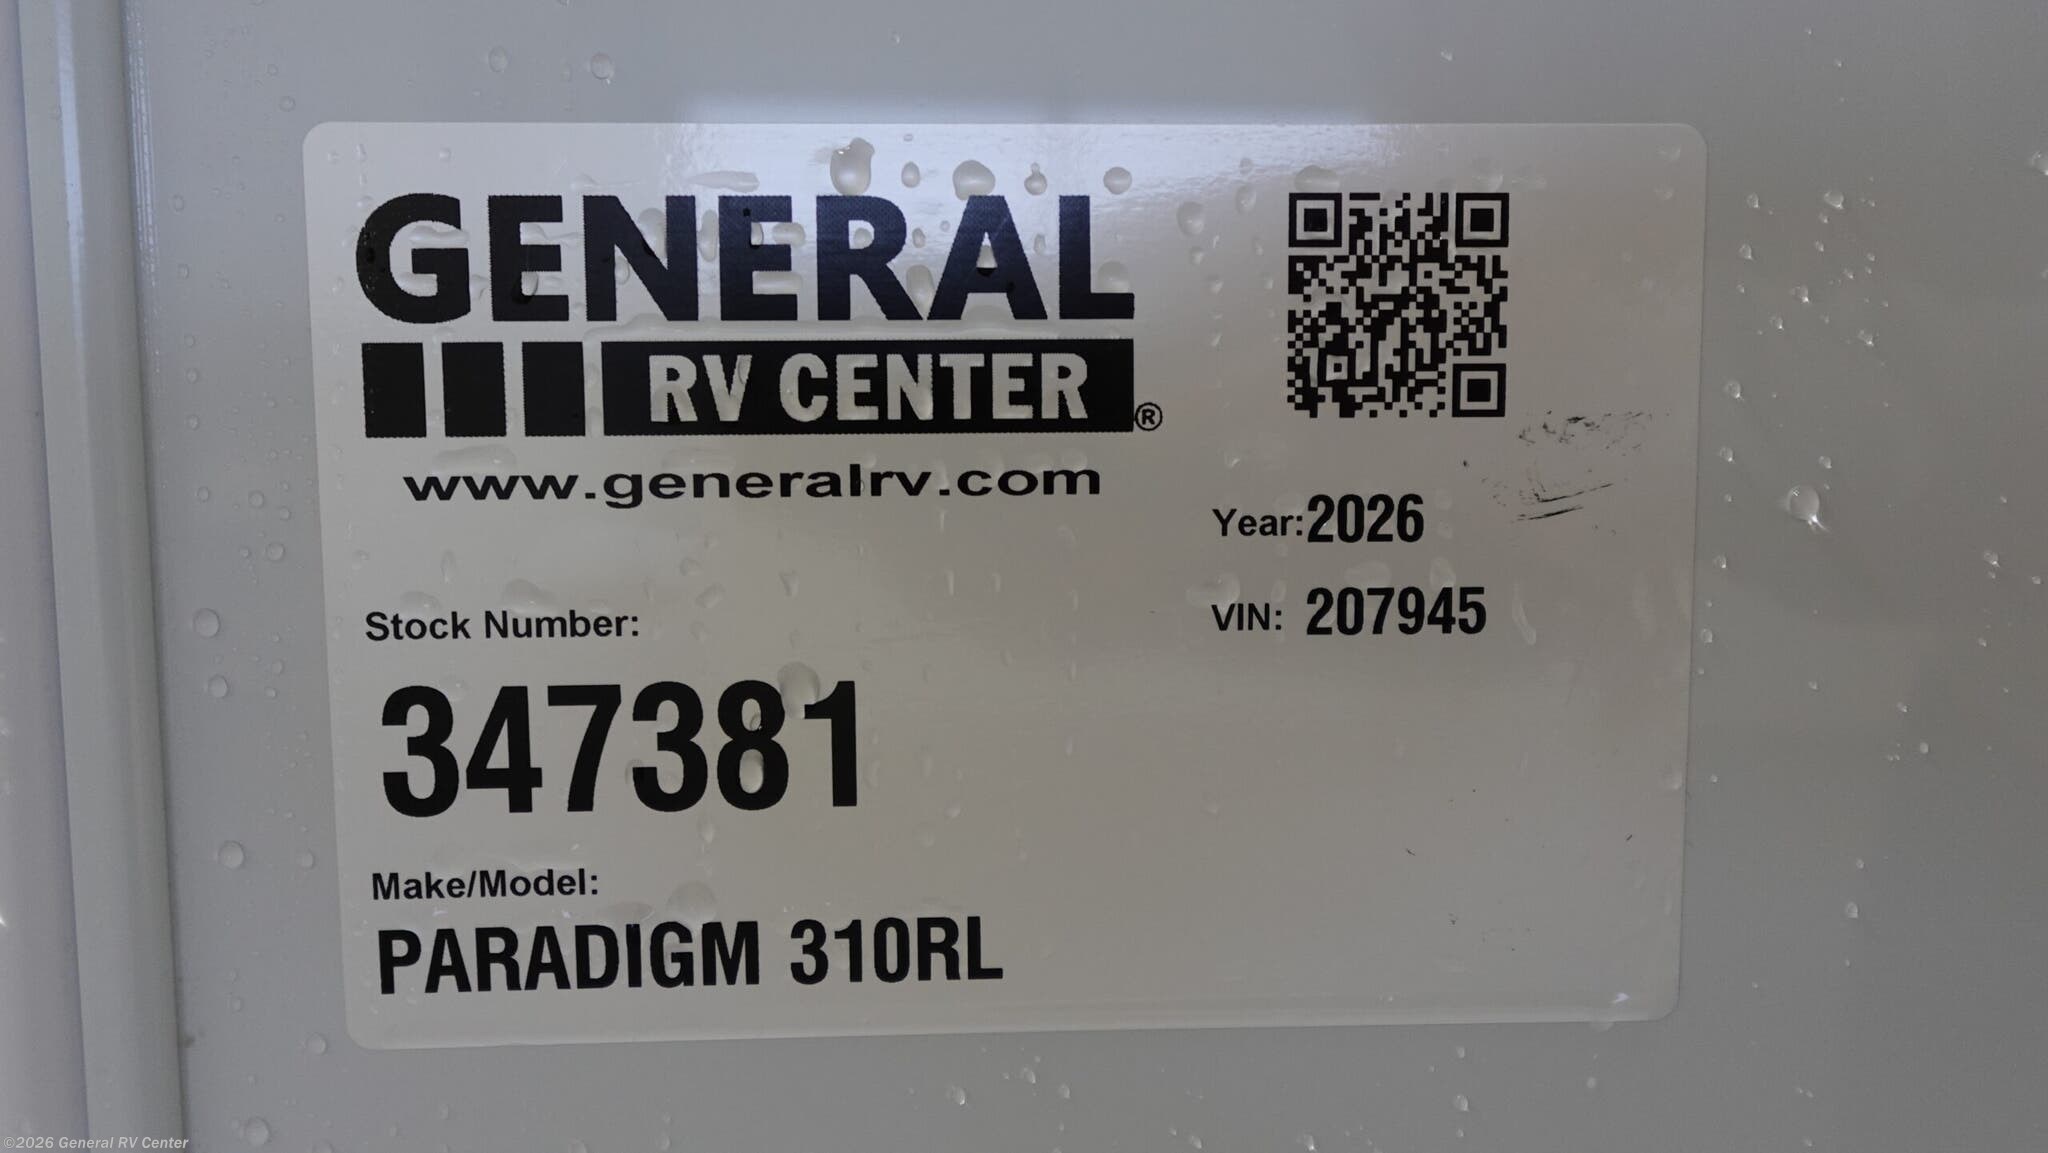 GENERAL
RV CENTER®
www.generalrv.com
Year: 2026
VIN: 207945
Stock Number:
347381
Make/Model:
PARADIGM 310RL
©2026 General RV Center